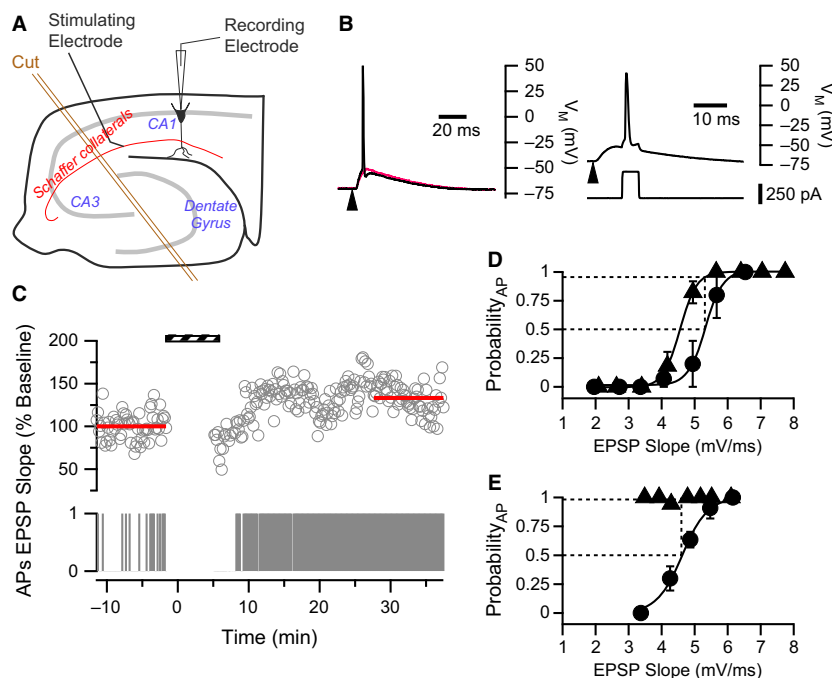 A
Stimulating
Electrode
Recording
Electrode
Cut
Schaffer collaterals
CA1
CA3
Dentate
Gyrus
B
50
25
0
−25
−50
−75
VM (mV)
20 ms
50
25
0
−50
−75
VM (mV)
10 ms
250 pA
C
200
150
100
50
1
0
APs EPSP Slope (% Baseline)
−10 0 10 20 30
Time (min)
D
1
0.75
0.5
0.25
0
ProbabilityAP
1 2 3 4 5 6 7 8
EPSP Slope (mV/ms)
E
1
0.75
0.5
0.25
0
ProbabilityAP
1 2 3 4 5 6 7 8
EPSP Slope (mV/ms)